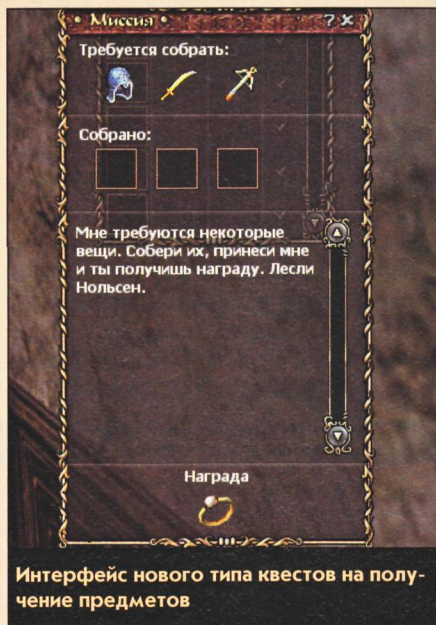 Миссия ? ×
Требуется собрать:
Собрано:
Мне требуются некоторые
вещи. Собери их, принеси мне
и ты получишь награду. Лесли
Нольсен.
Награда
Интерфейс нового типа квестов на полу-
чение предметов